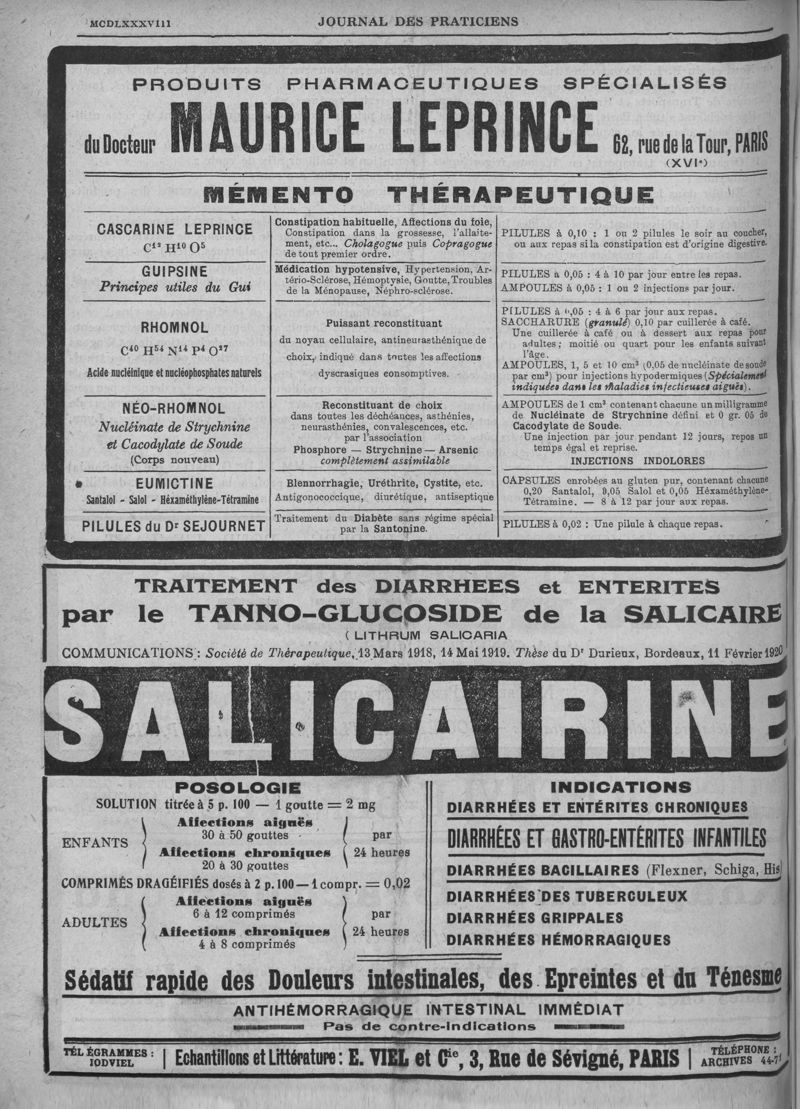 MCDLXXXVIII
JOURNAL DES PRATICIENS
PRODUITS PHARMACEUTIQUES SPÉCIALISÉS
du Docteur MAURICE LEPRINCE 62, rue de la Tour, PARIS
(XVIe)
MÉMENTO THÉRAPEUTIQUE
CASCARINE LEPRINCE
C12 H10 O5
Constipation habituelle, Affections du foie,
Constipation dans la grossesse, l'allaite-
ment, etc... Cholagogue puis Copragogue
de tout premier ordre.
PILULES à 0,10 : 1 ou 2 pilules le soir au coucher,
ou aux repas si la constipation est d'origine digestive.
GUIPSINE
Principes utiles du Gui
Médication hypotensive, Hypertension, Ar-
tério-Sclérose, Hémoptysie, Goutte, Troubles
de la Ménopause, Néphro-sclérose.
PILULES à 0,05 : 4 à 10 par jour entre les repas.
AMPOULES à 0,05 : 1 ou 2 injections par jour.
RHOMNOL
C40 H54 N14 P4 O27
Acide nucléinique et nucléophosphates naturels
Puissant reconstituant
du noyau cellulaire, antineurasthénique de
choix, indiqué dans toutes les affections
dyscrasiques consomptives.
PILULES à 0,05 : 4 à 6 par jour aux repas.
SACCHARURE (granulé) 0,10 par cuillerée à café.
Une cuillerée à café ou à dessert aux repas pour
adultes; moitié ou quart pour les enfants suivant
l'âge.
AMPOULES, 1, 5 et 10 cm3 (0,05 de nucléinate de soude
par cm3) pour injections hypodermiques (Spécialement
indiquées dans les Maladies infectieuses aiguës).
NÉO-RHOMNOL
Nucléinate de Strychnine
et Cacodylate de Soude
(Corps nouveau)
Reconstituant de choix
dans toutes les déchéauces, asthénies,
neurasthénies, convalescences, etc.
par l'association
Phosphore — Strychnine — Arsenic
complètement assimilable
AMPOULES de 1 cm3 contenant chacune un milligramme
de Nucléinate de Strychnine défini et 0 gr. 05 de
Cacodylate de Soude.
Une injection par jour pendant 12 jours, repos un
temps égal et reprise.
INJECTIONS INDOLORES
EUMICTINE
Santalol - Salol - Héxaméthylène-Tétramine
Blennorrhagie, Uréthrite, Cystite, etc.
Antigonococcique, diurétique, antiseptique
CAPSULES enrobées au gluten pur, contenant chacune
0,20 Santalol, 0,05 Salol et 0,05 Héxaméthylène-
Tétramine. — 8 à 12 par jour aux repas.
PILULES du Dr SEJOURNET
Traitement du Diabète sans régime spécial
par la Santonine.
PILULES à 0,02 : Une pilule à chaque repas.
TRAITEMENT des DIARRHEES et ENTERITES
par le TANNO-GLUCOSIDE de la SALICAIRE
(LITHRUM SALICARIA
COMMUNICATIONS : Société de Thérapeutique, 13 Mars 1918, 14 Mai 1919. Thèse du Dr Durieux, Bordeaux, 11 Février 1920
SALICAIRINE
POSOLOGIE
SOLUTION titrée à 5 p. 100 — 1 goutte = 2 mg
ENFANTS
Affections aiguës
30 à 50 gouttes
Affections chroniques
20 à 30 gouttes
par
24 heures
COMPRIMÉS DRAGÉIFIÉS dosés à 2 p. 100 — 1 compr. = 0,02
ADULTES
Affections aiguës
6 à 12 comprimés
Affections chroniques
4 à 8 comprimés
par
24 heures
INDICATIONS
DIARRHÉES ET ENTÉRITES CHRONIQUES
DIARRHÉES ET GASTRO-ENTÉRITES INFANTILES
DIARRHÉES BACILLAIRES (Flexner, Schiga, His)
DIARRHÉES DES TUBERCULEUX
DIARRHÉES GRIPPALES
DIARRHÉES HÉMORRAGIQUES
Sédatif rapide des Douleurs intestinales, des Epreintes et du Ténesme
ANTIHÉMORRAGIQUE INTESTINAL IMMÉDIAT
Pas de contre-indications
TÉLÉGRAMMES :
IODVIEL
Echantillons et Littérature : E. VIEL et Cie, 3, Rue de Sévigné, PARIS
TÉLÉPHONE :
ARCHIVES 44-71